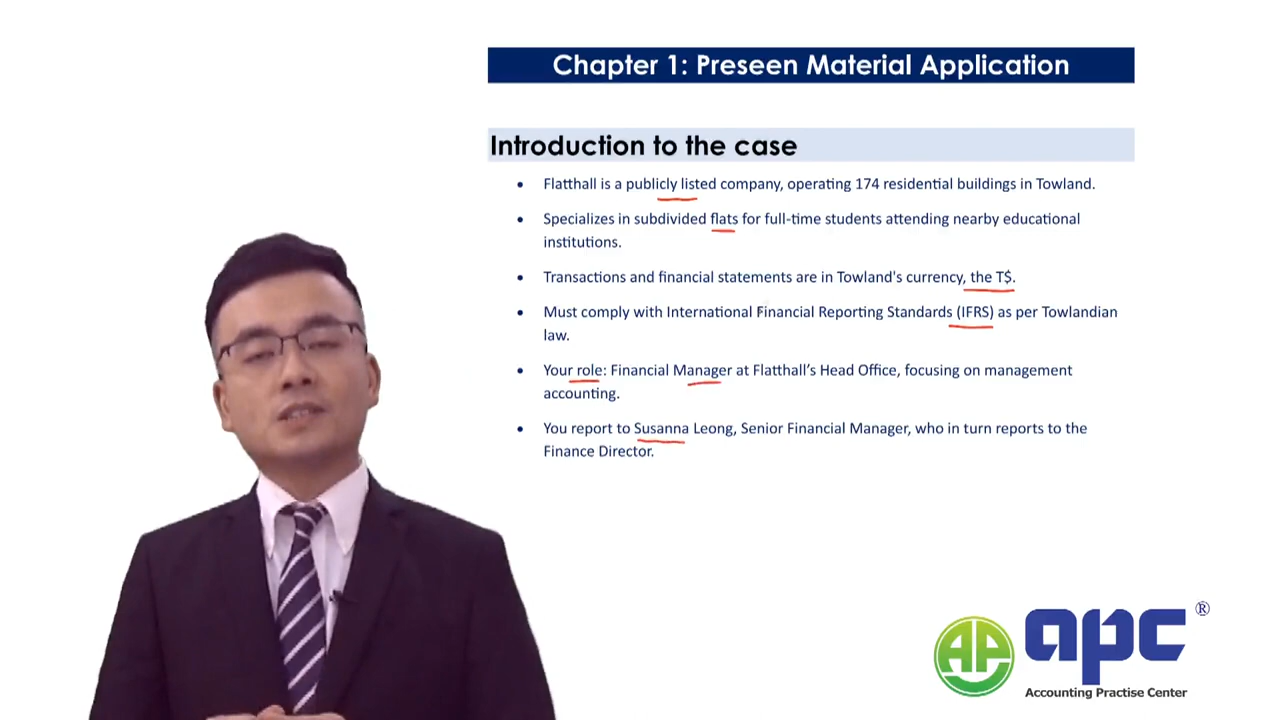 Chapter 1: Preseen Material Application
Introduction to the case
• Flatthall is a publicly listed company, operating 174 residential buildings in Towland.
• Specializes in subdivided flats for full-time students attending nearby educational
institutions.
• Transactions and financial statements are in Towland's currency, the T$.
• Must comply with International Financial Reporting Standards (IFRS) as per Towlandian
law.
• Your role: Financial Manager at Flatthall’s Head Office, focusing on management
accounting.
• You report to Susanna Leong, Senior Financial Manager, who in turn reports to the
Finance Director.
AP apc ®
Accounting Practise Center